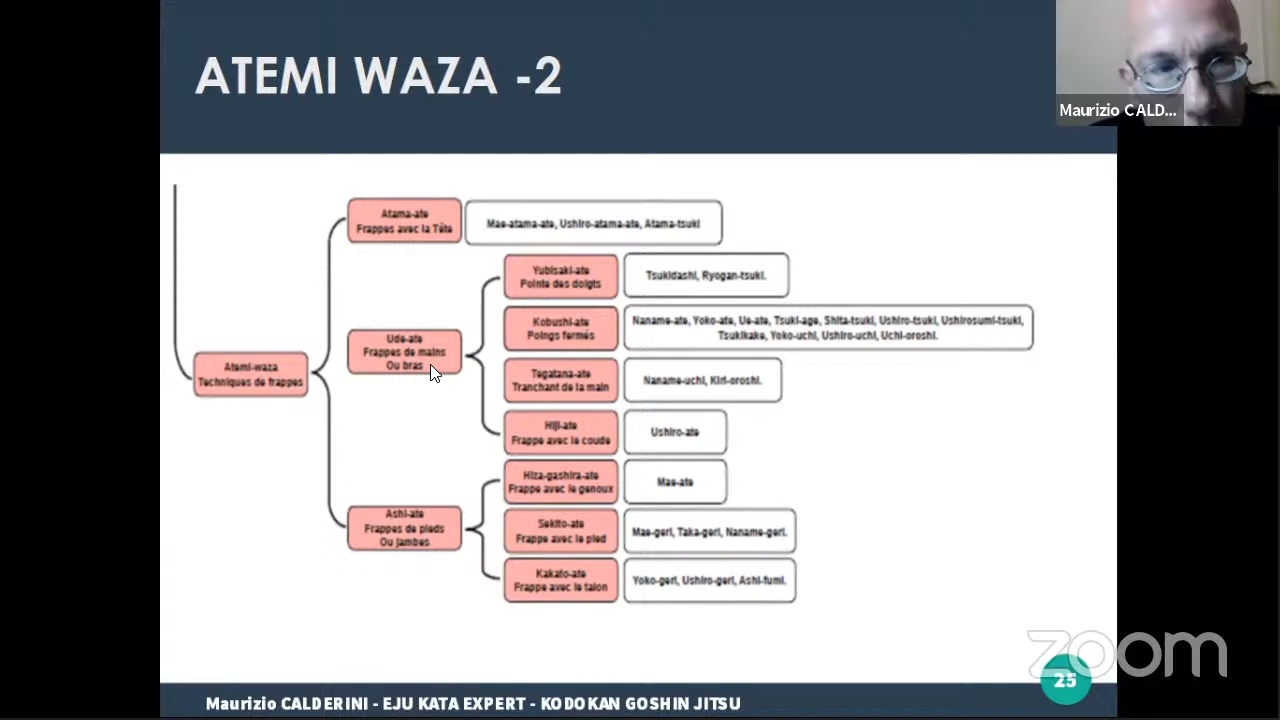 ATEMI WAZA -2
Maurizio CALD...
Atama-ate
Frappes avec la Tête
Mae-atama-ate, Ushiro-atama-ate, Atama-tsuki
Yubisaki-ate
Pointe des doigts
Tsukidashi, Ryogan-tsuki.
Kobushi-ate
Poings fermés
Naname-ate, Yoko-ate, Ue-ate, Tsuki-age, Shita-tsuki, Ushiro-tsuki, Ushirosumi-tsuki,
Tsukikake, Yoko-uchi, Ushiro-uchi, Uchi-oroshi.
Ude-ate
Frappes de mains
Ou bras
Atemi-waza
Techniques de frappes
Tegatana-ate
Tranchant de la main
Naname-uchi, Kiri-oroshi.
Hiji-ate
Frappe avec le coude
Ushiro-ate
Hiza-gashira-ate
Frappe avec le genoux
Mae-ate
Ashi-ate
Frappes de pieds
Ou jambes
Sekito-ate
Frappe avec le pied
Mae-geri, Taka-geri, Naname-geri.
Kakato-ate
Frappe avec le talon
Yoko-geri, Ushiro-geri, Ashi-fumi.
zoom
25
Maurizio CALDERINI - EJU KATA EXPERT - KODOKAN GOSHIN JITSU